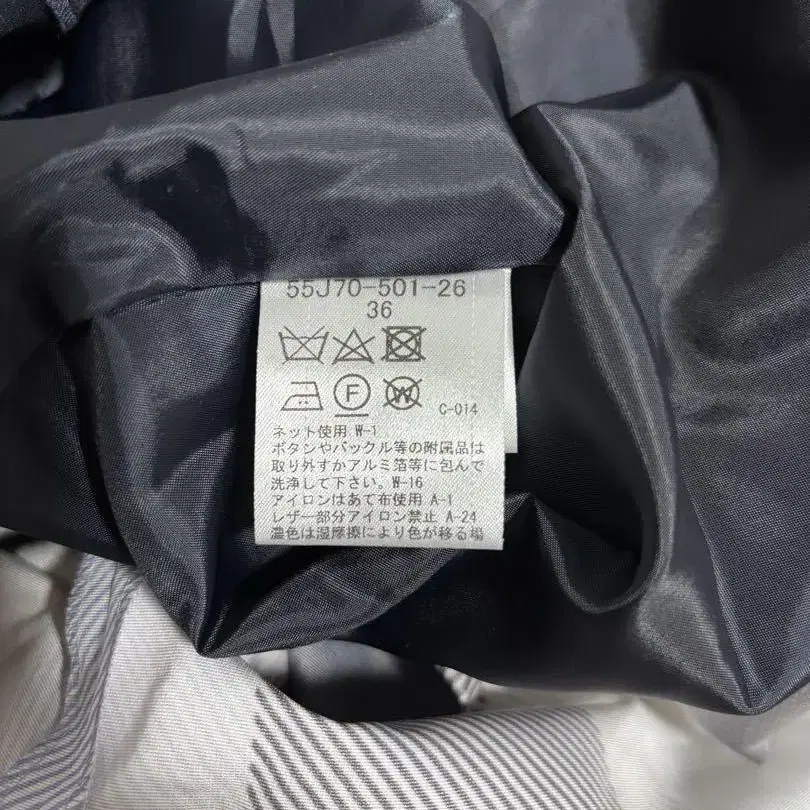 55J70-501-26
36
F W C-014
ネット使用 W-1
ボタンやバックル等の附属品は
取り外すかアルミ箔等に包んで
洗浄して下さい。W-16
アイロンはあて布使用 A-1
レザー部分アイロン禁止 A-24
濃色は湿摩擦により色が移る場